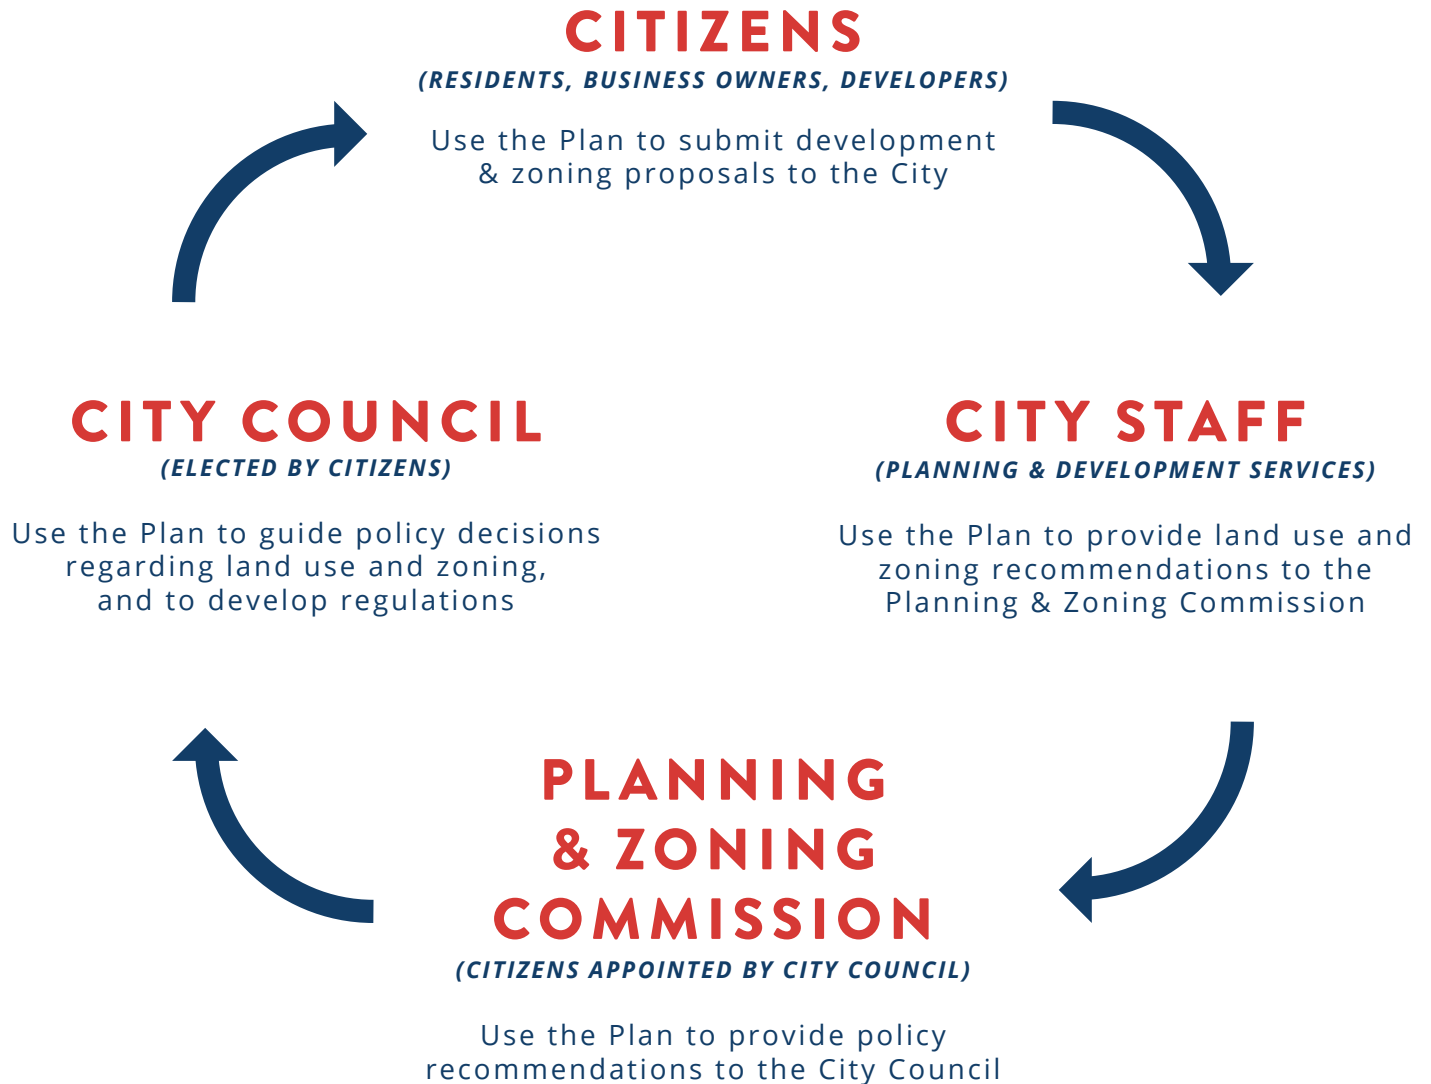 CITIZENS
(RESIDENTS, BUSINESS OWNERS, DEVELOPERS)
Use the Plan to submit development
& zoning proposals to the City
CITY COUNCIL
(ELECTED BY CITIZENS)
Use the Plan to guide policy decisions
regarding land use and zoning,
and to develop regulations
CITY STAFF
(PLANNING & DEVELOPMENT SERVICES)
Use the Plan to provide land use and
zoning recommendations to the
Planning & Zoning Commission
PLANNING
& ZONING
COMMISSION
(CITIZENS APPOINTED BY CITY COUNCIL)
Use the Plan to provide policy
recommendations to the City Council